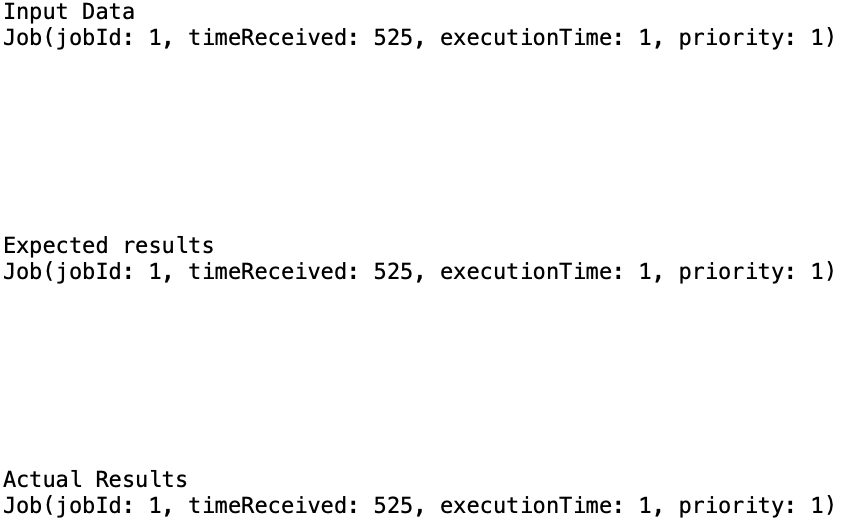 Input Data
Job(jobId: 1, timeReceived: 525, executionTime: 1, priority: 1)
Expected results
Job(jobId: 1, timeReceived: 525, executionTime: 1, priority: 1)
Actual Results
Job(jobId: 1, timeReceived: 525, executionTime: 1, priority: 1)